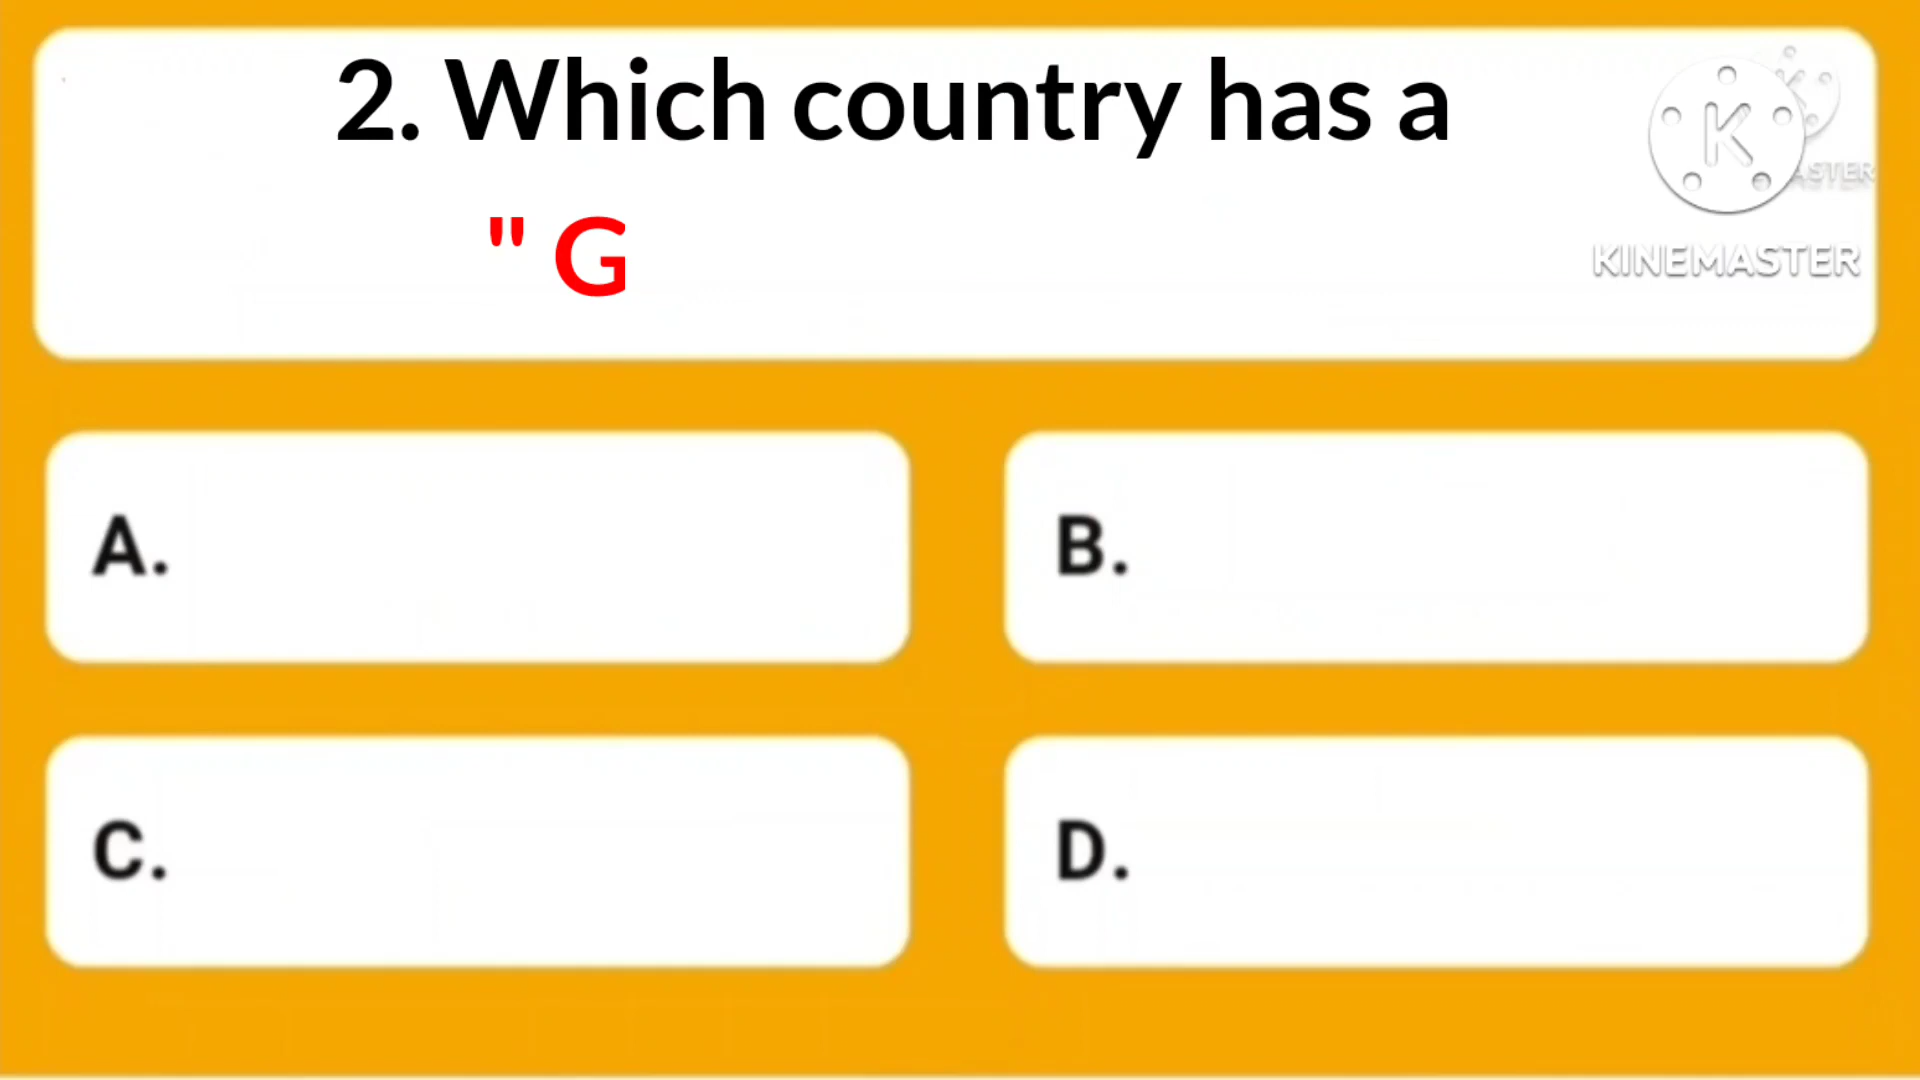 2. Which country has a
" G
KINEMASTER
A.
B.
C.
D.